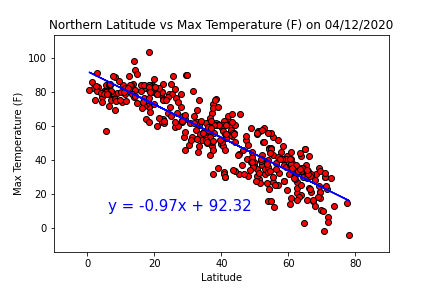 Northern Latitude vs Max Temperature (F) on 04/12/2020
Max Temperature (F)
100
80
60
40
20
0
y = -0.97x + 92.32
0 20 40 60 80
Latitude